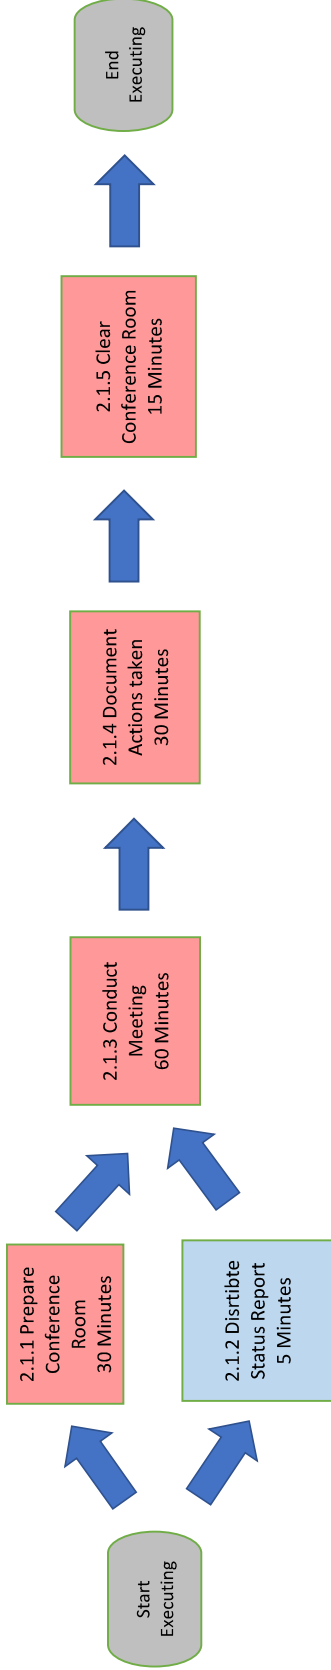 Start
Executing
2.1.1 Prepare
Conference
Room
30 Minutes
2.1.2 Disrtibte
Status Report
5 Minutes
2.1.3 Conduct
Meeting
60 Minutes
2.1.4 Document
Actions taken
30 Minutes
2.1.5 Clear
Conference Room
15 Minutes
End
Executing